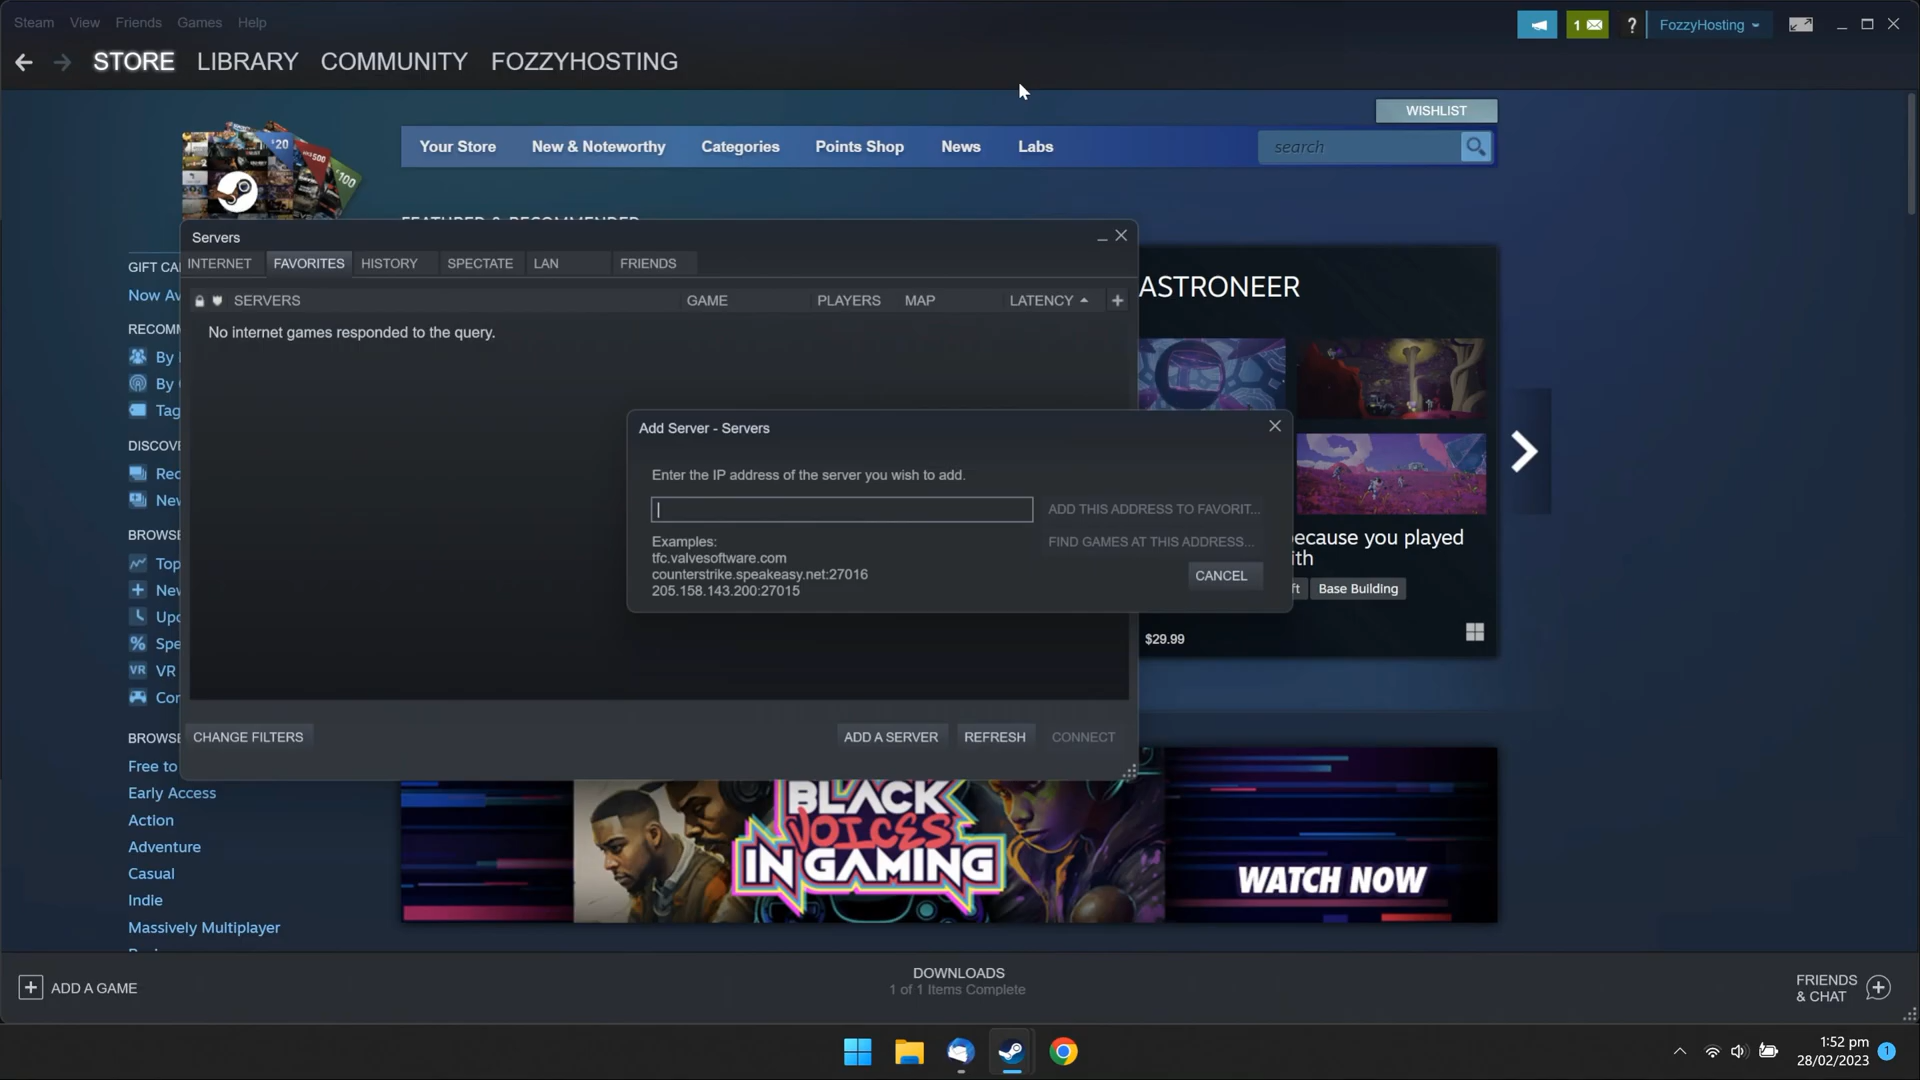 Steam View Friends Games Help
1
?
FozzyHosting
STORE LIBRARY COMMUNITY FOZZYHOSTING
WISHLIST
Your Store New & Noteworthy Categories Points Shop News Labs
search
$20
$100
FEATURED & RECOMMENDED
Servers
INTERNET FAVORITES HISTORY SPECTATE LAN FRIENDS
SERVERS GAME PLAYERS MAP LATENCY
No internet games responded to the query.
Add Server - Servers
Enter the IP address of the server you wish to add.
ADD THIS ADDRESS TO FAVORIT...
Examples:
FIND GAMES AT THIS ADDRESS...
tfc.valvesoftware.com
counterstrike.speakeasy.net:27016
205.158.143.200:27015
CANCEL
CHANGE FILTERS ADD A SERVER REFRESH CONNECT
GIFT CA
Now Av
RECOMM
By
By
Tag
DISCOV
Rec
New
BROWSE
Top
New
Upc
Spe
VR VR
Con
BROWSE
Free to
Early Access
Action
Adventure
Casual
Indie
Massively Multiplayer
ASTRONEER
ecause you played
ith
ft Base Building
$29.99
BLACK
VOICES
IN GAMING
WATCH NOW
ADD A GAME
DOWNLOADS
1 of 1 Items Complete
FRIENDS
& CHAT
1:52 pm
28/02/2023
1